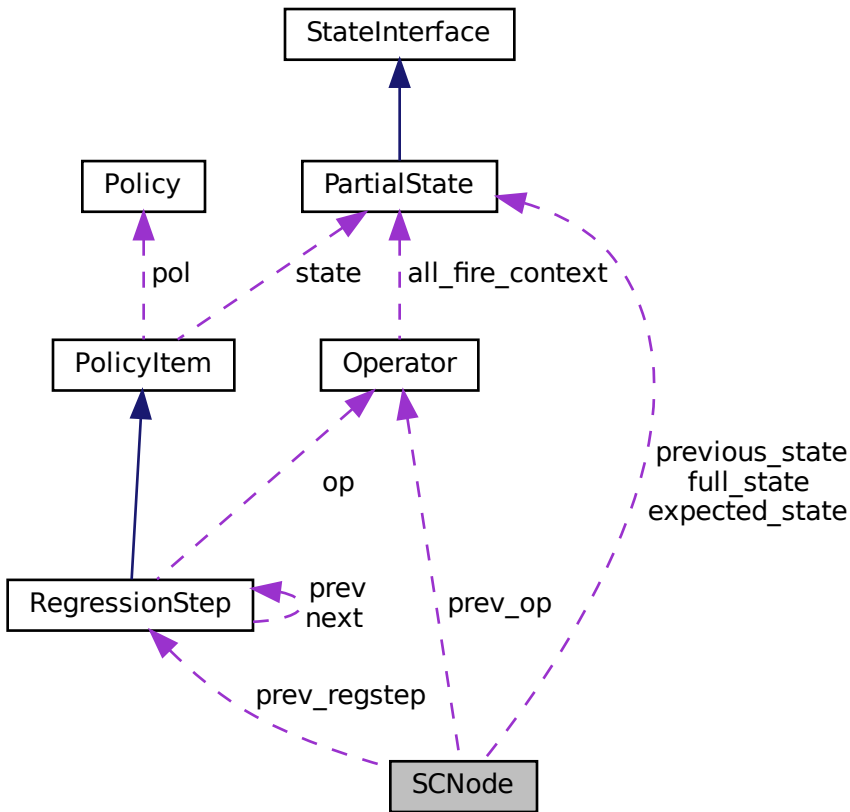 StateInterface
Policy
PartialState
pol
state
all_fire_context
PolicyItem
Operator
previous_state
full_state
expected_state
op
RegressionStep
prev
next
prev_op
prev_regstep
SCNode